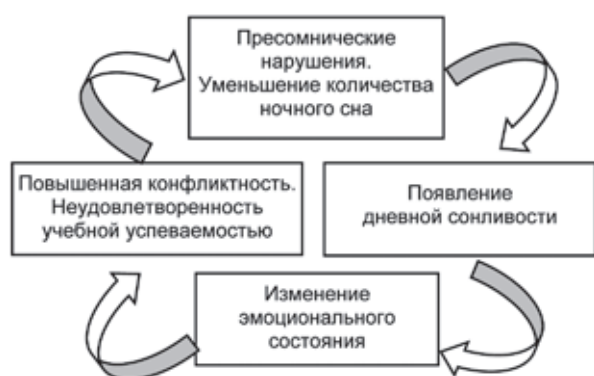 Пресомнические
нарушения.
Уменьшение количества
ночного сна
Повышенная конфликтность.
Неудовлетворенность
учебной успеваемостью
Появление
дневной сонливости
Изменение
эмоционального
состояния